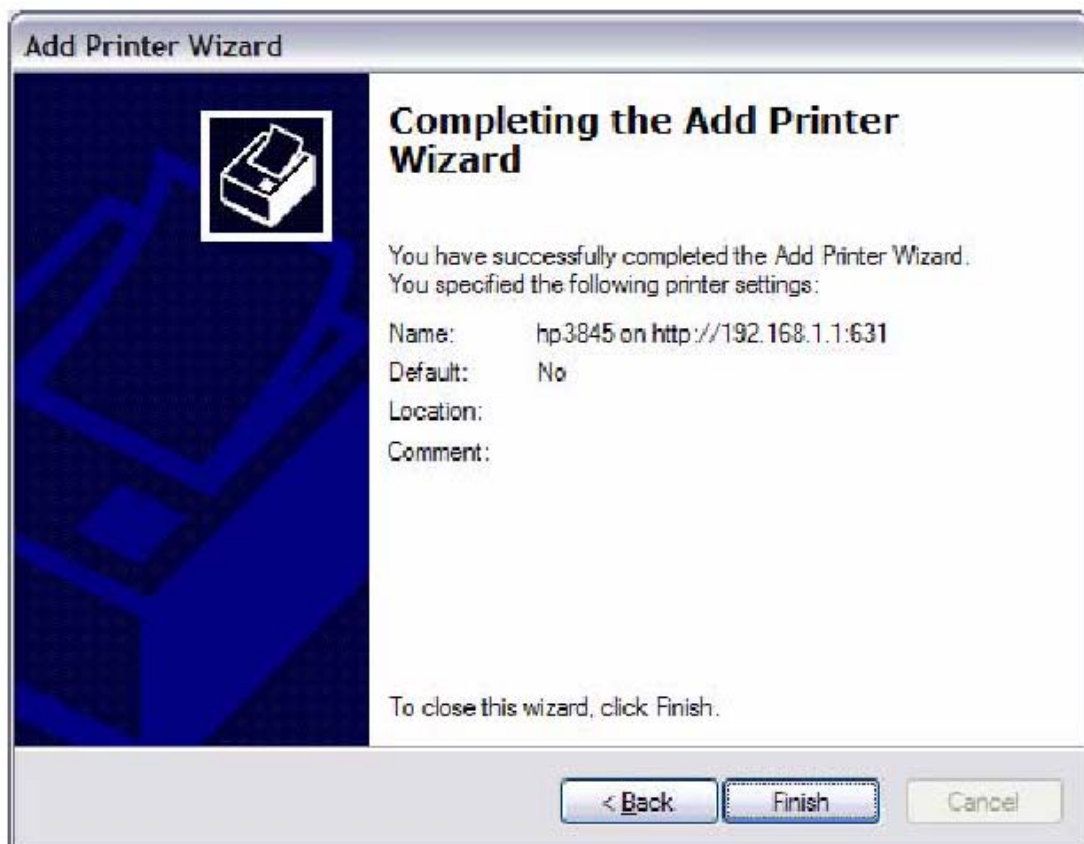 Add Printer Wizard
Completing the Add Printer
Wizard
You have successfully completed the Add Printer Wizard.
You specified the following printer settings:
Name: hp3845 on http://192.168.1.1:631
Default: No
Location:
Comment:
To close this wizard, click Finish.
< Back Finish Cancel